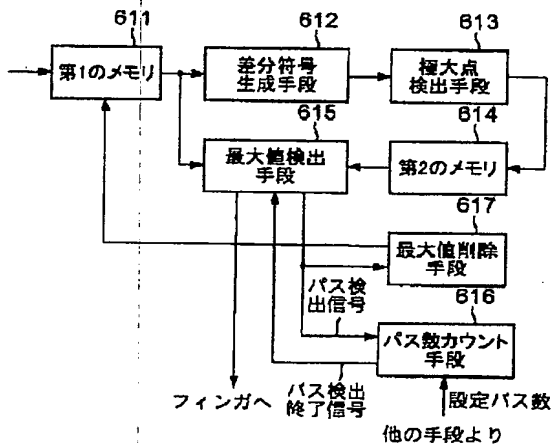 611
第1のメモリ
612
差分符号
生成手段
613
極大点
検出手段
615
最大値検出
手段
614
第2のメモリ
617
最大値削除
手段
パス検
出信号
616
パス数カウント
手段
フィンガへ
パス検出
終了信号
設定パス数
他の手段より